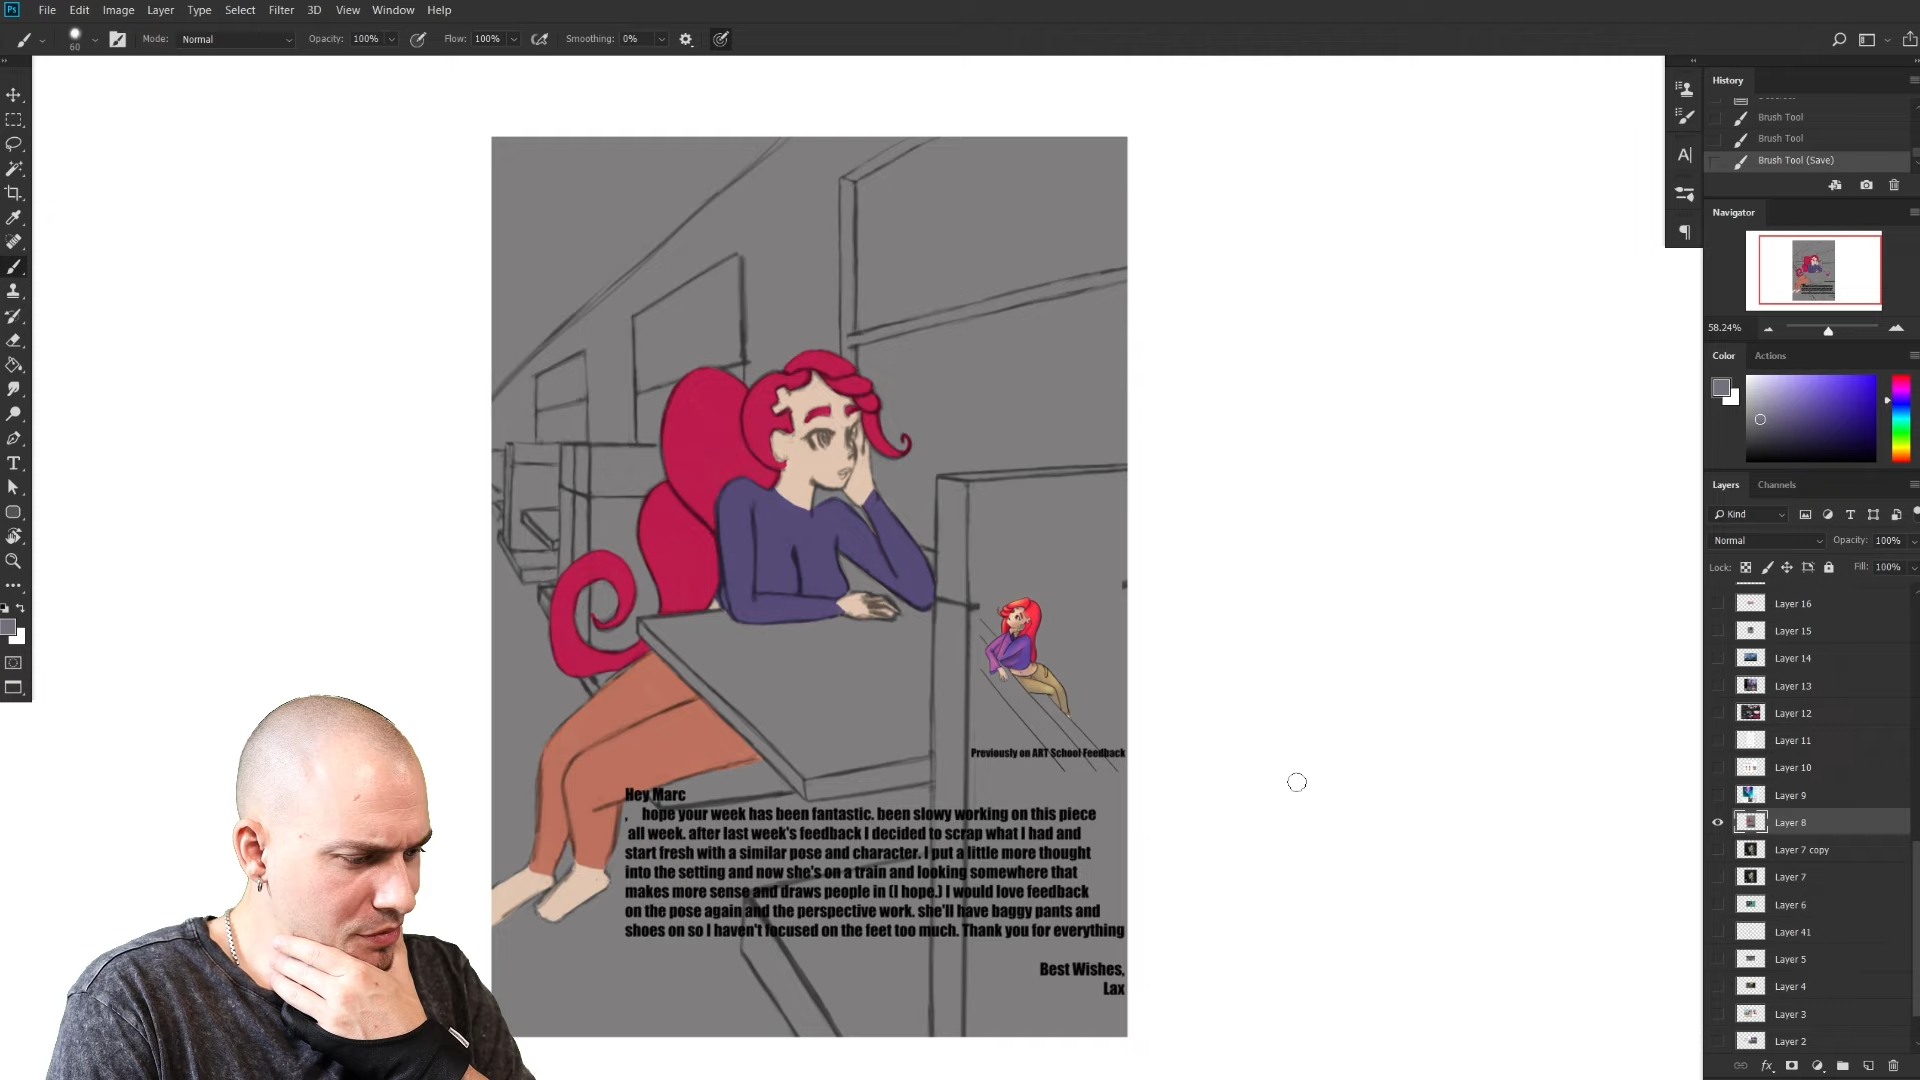 Ps File Edit Image Layer Type Select Filter 3D View Window Help
60 Mode: Normal Opacity: 100% Flow: 100% Smoothing: 0%
History
Brush Tool
Brush Tool
Brush Tool (Save)
Navigator
58.24%
Color Actions
Layers Channels
Kind
Normal Opacity: 100%
Lock: Fill: 100%
Layer 16
Layer 15
Layer 14
Layer 13
Layer 12
Layer 11
Layer 10
Layer 9
Layer 8
Layer 7 copy
Layer 7
Layer 6
Layer 41
Layer 5
Layer 4
Layer 3
Layer 2
fx
Previously on ART School Feedback
Hey Marc
, hope your week has been fantastic. been slowy working on this piece
all week. after last week's feedback I decided to scrap what I had and
start fresh with a similar pose and character. I put a little more thought
into the setting and now she's on a train and looking somewhere that
makes more sense and draws people in (I hope.) I would love feedback
on the pose again and the perspective work. she'll have baggy pants and
shoes on so I haven't focused on the feet too much. Thank you for everything
Best Wishes,
Lax